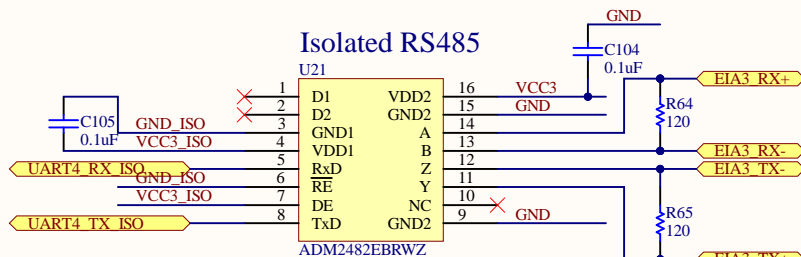 GND
Isolated RS485
C104
0.1uF
U21
1 D1 VDD2 16 VCC3
EIA3_RX+
2 D2 GND2 15 GND
R64
120
C105
0.1uF
GND_ISO 3 GND1 A 14
VCC3_ISO 4 VDD1 B 13 EIA3_RX-
UART4_RX_ISO 5 RxD Z 12 EIA3_TX-
GND_ISO 6 RE Y 11
VCC3_ISO 7 DE NC 10
R65
120
UART4_TX_ISO 8 TxD GND2 9 GND
ADM2482EBRWZ
EIA3_TX+